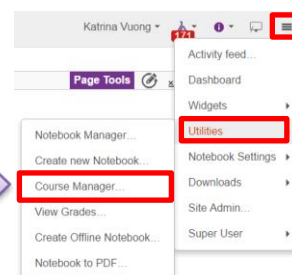 Katrina Vuong
171
Activity feed...
Page Tools
Dashboard
Widgets
Utilities
Notebook Settings
Downloads
Site Admin...
Super User
Notebook Manager...
Create new Notebook...
Course Manager...
View Grades...
Create Offline Notebook...
Notebook to PDF...